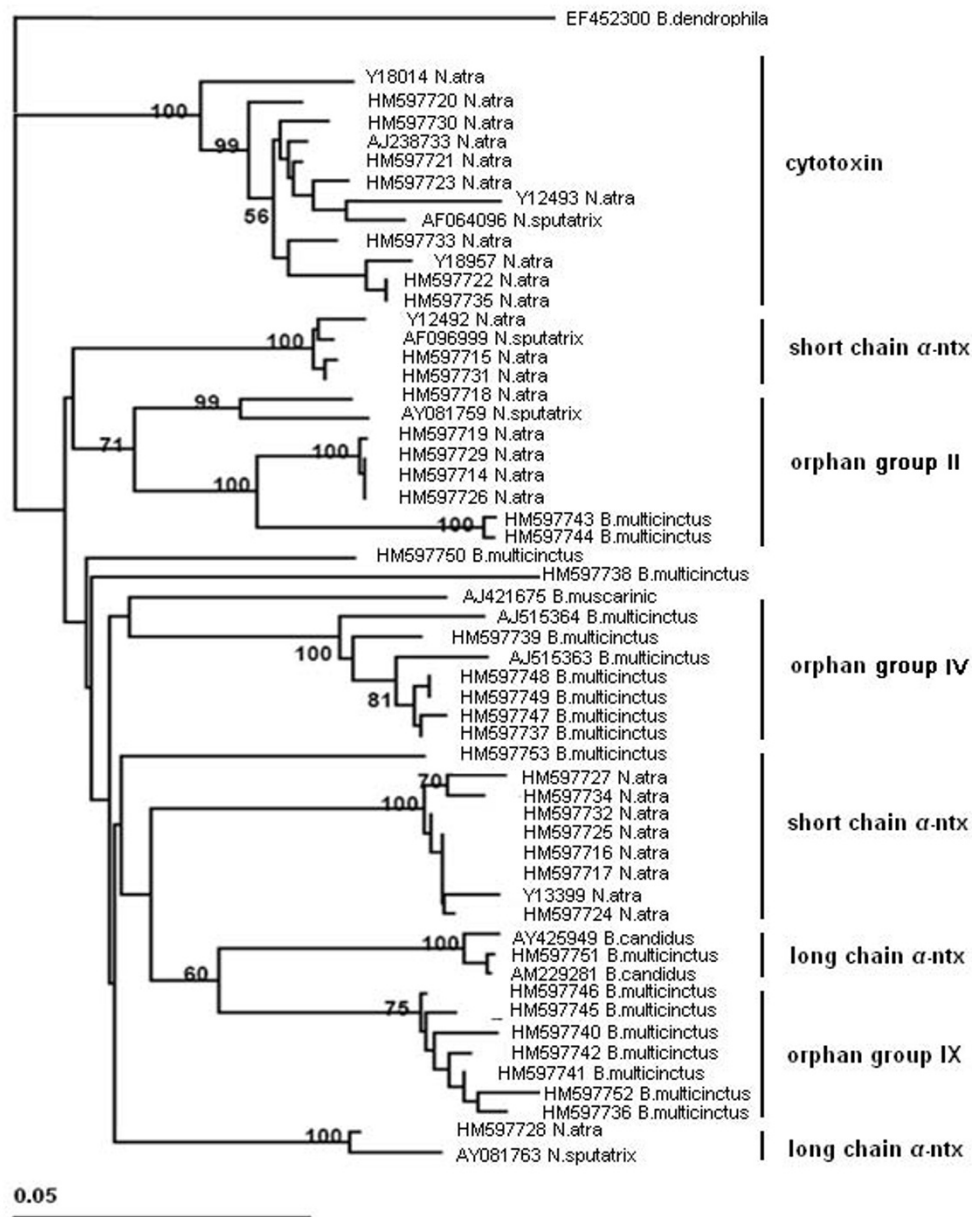 EF452300 B.dendrophila
Y18014 N.atra
100
HM597720 N.atra
HM597730 N.atra
AJ238733 N.atra
99
HM597721 N.atra
cytotoxin
HM597723 N.atra
Y12493 N.atra
56
AF064096 N.sputatrix
HM597733 N.atra
Y18957 N.atra
HM597722 N.atra
HM597735 N.atra
Y12492 N.atra
100
AF096999 N.sputatrix
short chain α-ntx
HM597715 N.atra
HM597731 N.atra
99
HM597718 N.atra
AY081759 N.sputatrix
71
HM597719 N.atra
100
HM597729 N.atra
orphan group II
100
HM597714 N.atra
HM597726 N.atra
100
HM597743 B.multicinctus
HM597744 B.multicinctus
HM597750 B.multicinctus
HM597738 B.multicinctus
AJ421675 B.muscarinic
AJ515364 B.multicinctus
HM597739 B.multicinctus
100
AJ515363 B.multicinctus
orphan group IV
HM597748 B.multicinctus
81
HM597749 B.multicinctus
HM597747 B.multicinctus
HM597737 B.multicinctus
HM597753 B.multicinctus
70
HM597727 N.atra
HM597734 N.atra
100
HM597732 N.atra
short chain α-ntx
HM597725 N.atra
HM597716 N.atra
HM597717 N.atra
Y13399 N.atra
HM597724 N.atra
100
AY425949 B.candidus
HM597751 B.multicinctus
long chain α-ntx
60
AM229281 B.candidus
HM597746 B.multicinctus
75
HM597745 B.multicinctus
HM597740 B.multicinctus
HM597742 B.multicinctus
orphan group IX
HM597741 B.multicinctus
HM597752 B.multicinctus
HM597736 B.multicinctus
100
HM597728 N.atra
AY081763 N.sputatrix
long chain α-ntx
0.05